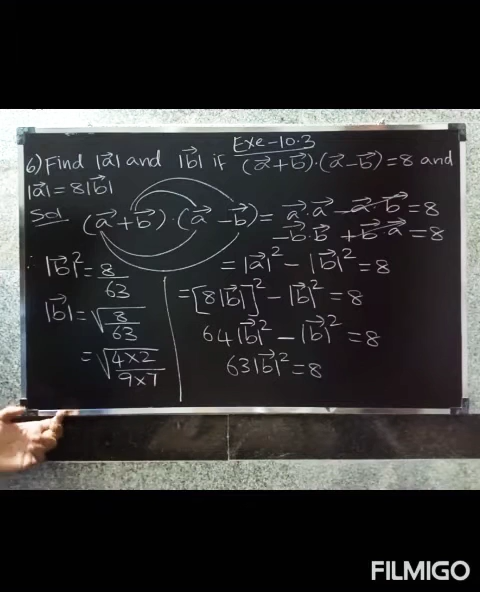 Exe-10.3
6) Find |a⃗| and |b⃗| if (a⃗+b⃗)·(a⃗-b⃗)=8 and
|a⃗|=8|b⃗|
Sol
(a⃗+b⃗)·(a⃗-b⃗)= a⃗·a⃗ -a⃗·b⃗=8
-b⃗·b⃗ +b⃗·a⃗=8
= |a⃗|² - |b⃗|² =8
=[8|b⃗|]² - |b⃗|² =8
64|b⃗|² - |b⃗|² =8
63|b⃗|² =8
∴ |b⃗|² = 8/63
|b⃗| = √8/63
= √4×2/9×7
FILMIGO